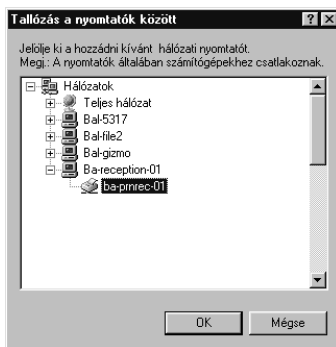 Tallózás a nyomtatók között
Jelölje ki a hozzádni kívánt hálózati nyomtatót.
Megj.: A nyomtatók általában számítógépekhez csatlakoznak.
Hálózatok
Teljes hálózat
Bal-5317
Bal-file2
Bal-gizmo
Ba-reception-01
ba-prnrec-01
OK
Mégse